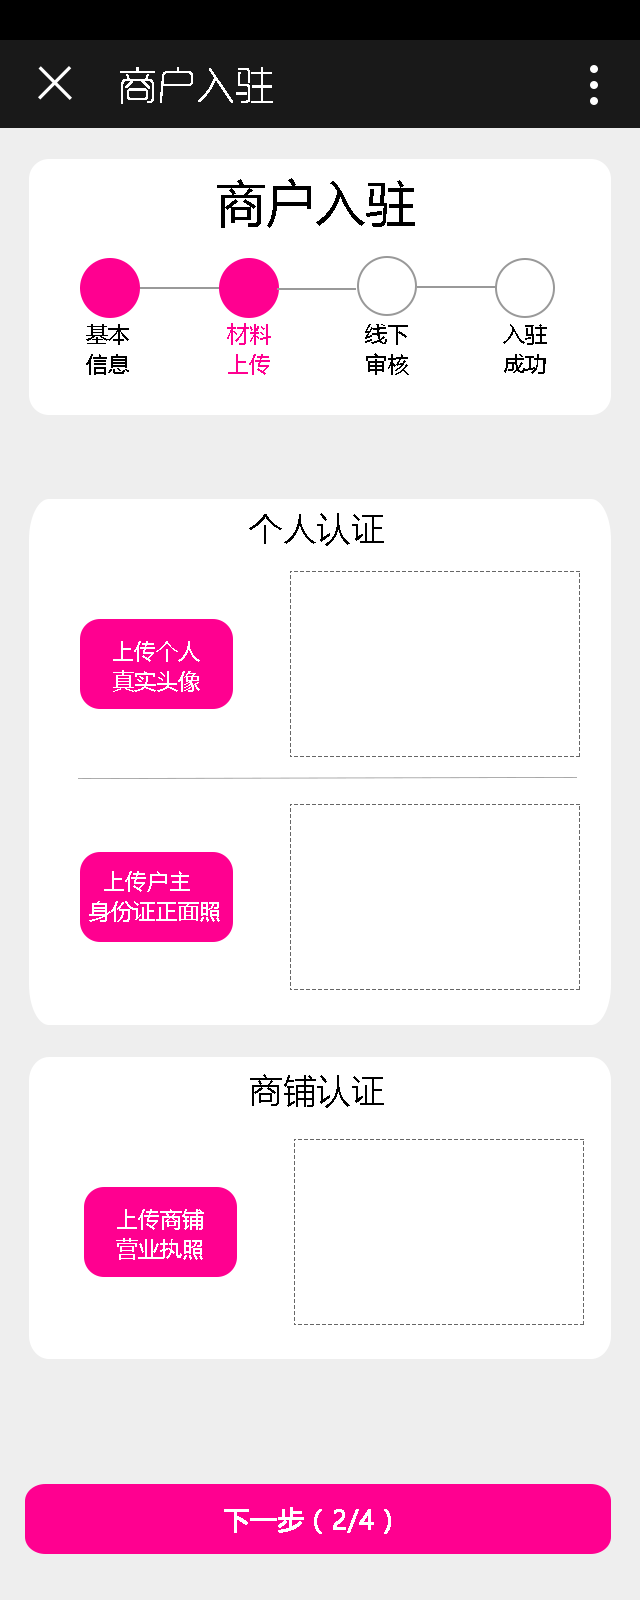 商户入驻
商户入驻
基本
信息
材料
上传
线下
审核
入驻
成功
个人认证
上传个人
真实头像
上传户主
身份证正面照
商铺认证
上传商铺
营业执照
下一步（2/4）